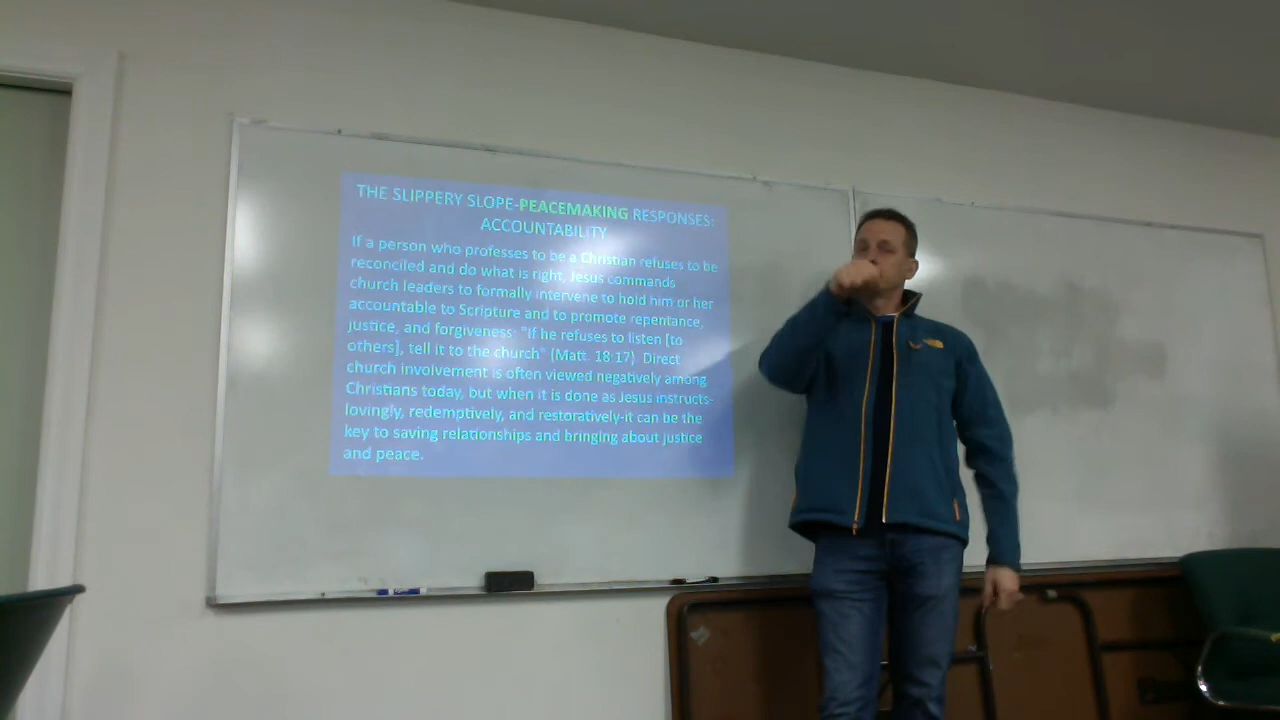 THE SLIPPERY SLOPE-PEACEMAKING RESPONSES:
ACCOUNTABILITY
If a person who professes to be a Christian refuses to be
reconciled and do what is right, Jesus commands
church leaders to formally intervene to hold him or her
accountable to Scripture and to promote repentance,
justice, and forgiveness: "If he refuses to listen [to
others], tell it to the church" (Matt. 18:17). Direct
church involvement is often viewed negatively among
Christians today, but when it is done as Jesus instructs-
lovingly, redemptively, and restoratively-it can be the
key to saving relationships and bringing about justice
and peace.